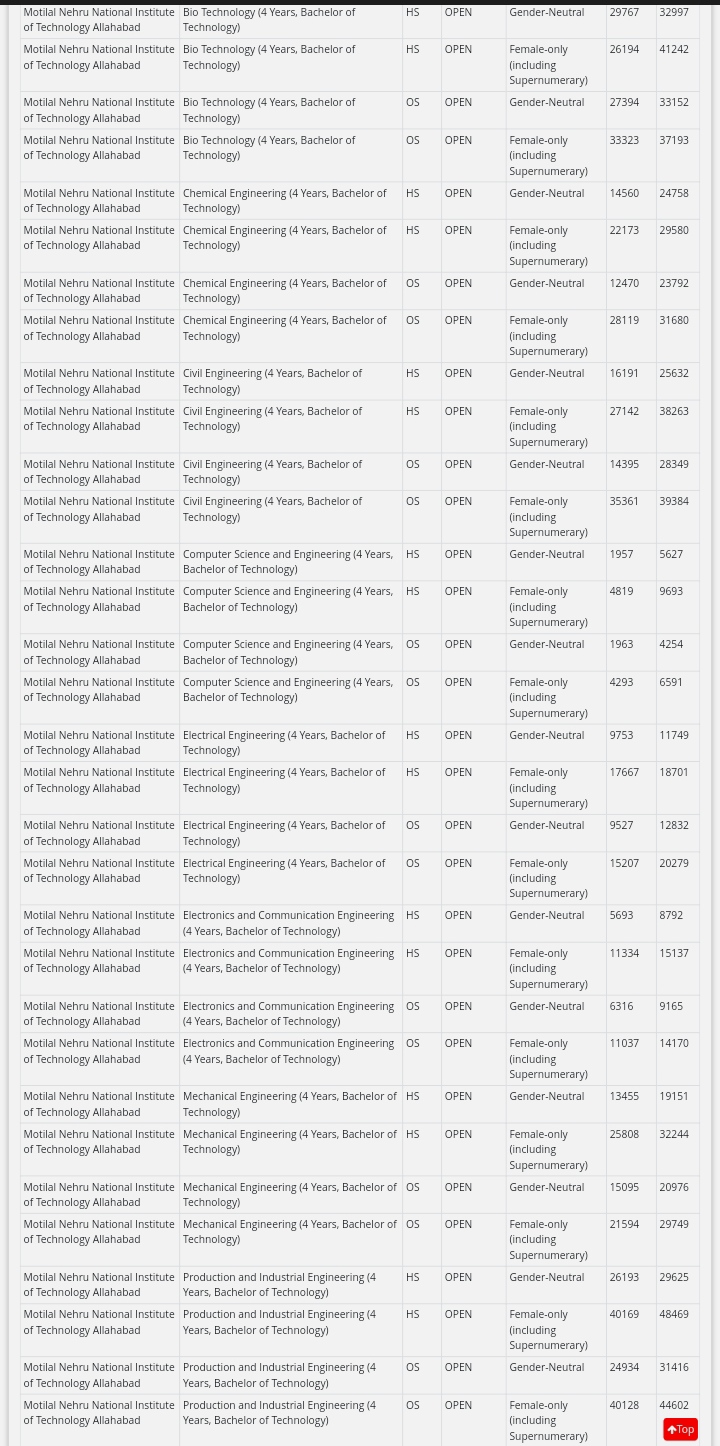 Motilal Nehru National Institute Bio Technology (4 Years, Bachelor of HS OPEN Gender-Neutral 29767 32997
of Technology Allahabad Technology)
Motilal Nehru National Institute Bio Technology (4 Years, Bachelor of HS OPEN Female-only 26194 41242
of Technology Allahabad Technology) (including
Supernumerary)
Motilal Nehru National Institute Bio Technology (4 Years, Bachelor of OS OPEN Gender-Neutral 27394 33152
of Technology Allahabad Technology)
Motilal Nehru National Institute Bio Technology (4 Years, Bachelor of OS OPEN Female-only 33323 37193
of Technology Allahabad Technology) (including
Supernumerary)
Motilal Nehru National Institute Chemical Engineering (4 Years, Bachelor of HS OPEN Gender-Neutral 14560 24758
of Technology Allahabad Technology)
Motilal Nehru National Institute Chemical Engineering (4 Years, Bachelor of HS OPEN Female-only 22173 29580
of Technology Allahabad Technology) (including
Supernumerary)
Motilal Nehru National Institute Chemical Engineering (4 Years, Bachelor of OS OPEN Gender-Neutral 12470 23792
of Technology Allahabad Technology)
Motilal Nehru National Institute Chemical Engineering (4 Years, Bachelor of OS OPEN Female-only 28119 31680
of Technology Allahabad Technology) (including
Supernumerary)
Motilal Nehru National Institute Civil Engineering (4 Years, Bachelor of HS OPEN Gender-Neutral 16191 25632
of Technology Allahabad Technology)
Motilal Nehru National Institute Civil Engineering (4 Years, Bachelor of HS OPEN Female-only 27142 38263
of Technology Allahabad Technology) (including
Supernumerary)
Motilal Nehru National Institute Civil Engineering (4 Years, Bachelor of OS OPEN Gender-Neutral 14395 28349
of Technology Allahabad Technology)
Motilal Nehru National Institute Civil Engineering (4 Years, Bachelor of OS OPEN Female-only 35361 39384
of Technology Allahabad Technology) (including
Supernumerary)
Motilal Nehru National Institute Computer Science and Engineering (4 Years, HS OPEN Gender-Neutral 1957 5627
of Technology Allahabad Bachelor of Technology)
Motilal Nehru National Institute Computer Science and Engineering (4 Years, HS OPEN Female-only 4819 9693
of Technology Allahabad Bachelor of Technology) (including
Supernumerary)
Motilal Nehru National Institute Computer Science and Engineering (4 Years, OS OPEN Gender-Neutral 1963 4254
of Technology Allahabad Bachelor of Technology)
Motilal Nehru National Institute Computer Science and Engineering (4 Years, OS OPEN Female-only 4293 6591
of Technology Allahabad Bachelor of Technology) (including
Supernumerary)
Motilal Nehru National Institute Electrical Engineering (4 Years, Bachelor of HS OPEN Gender-Neutral 9753 11749
of Technology Allahabad Technology)
Motilal Nehru National Institute Electrical Engineering (4 Years, Bachelor of HS OPEN Female-only 17667 18701
of Technology Allahabad Technology) (including
Supernumerary)
Motilal Nehru National Institute Electrical Engineering (4 Years, Bachelor of OS OPEN Gender-Neutral 9527 12832
of Technology Allahabad Technology)
Motilal Nehru National Institute Electrical Engineering (4 Years, Bachelor of OS OPEN Female-only 15207 20279
of Technology Allahabad Technology) (including
Supernumerary)
Motilal Nehru National Institute Electronics and Communication Engineering HS OPEN Gender-Neutral 5693 8792
of Technology Allahabad (4 Years, Bachelor of Technology)
Motilal Nehru National Institute Electronics and Communication Engineering HS OPEN Female-only 11334 15137
of Technology Allahabad (4 Years, Bachelor of Technology) (including
Supernumerary)
Motilal Nehru National Institute Electronics and Communication Engineering OS OPEN Gender-Neutral 6316 9165
of Technology Allahabad (4 Years, Bachelor of Technology)
Motilal Nehru National Institute Electronics and Communication Engineering OS OPEN Female-only 11037 14170
of Technology Allahabad (4 Years, Bachelor of Technology) (including
Supernumerary)
Motilal Nehru National Institute Mechanical Engineering (4 Years, Bachelor of HS OPEN Gender-Neutral 13455 19151
of Technology Allahabad Technology)
Motilal Nehru National Institute Mechanical Engineering (4 Years, Bachelor of HS OPEN Female-only 25808 32244
of Technology Allahabad Technology) (including
Supernumerary)
Motilal Nehru National Institute Mechanical Engineering (4 Years, Bachelor of OS OPEN Gender-Neutral 15095 20976
of Technology Allahabad Technology)
Motilal Nehru National Institute Mechanical Engineering (4 Years, Bachelor of OS OPEN Female-only 21594 29749
of Technology Allahabad Technology) (including
Supernumerary)
Motilal Nehru National Institute Production and Industrial Engineering (4 HS OPEN Gender-Neutral 26193 29625
of Technology Allahabad Years, Bachelor of Technology)
Motilal Nehru National Institute Production and Industrial Engineering (4 HS OPEN Female-only 40169 48469
of Technology Allahabad Years, Bachelor of Technology) (including
Supernumerary)
Motilal Nehru National Institute Production and Industrial Engineering (4 OS OPEN Gender-Neutral 24934 31416
of Technology Allahabad Years, Bachelor of Technology)
Motilal Nehru National Institute Production and Industrial Engineering (4 OS OPEN Female-only 40128 44602
of Technology Allahabad Years, Bachelor of Technology) (including
Supernumerary)
Top